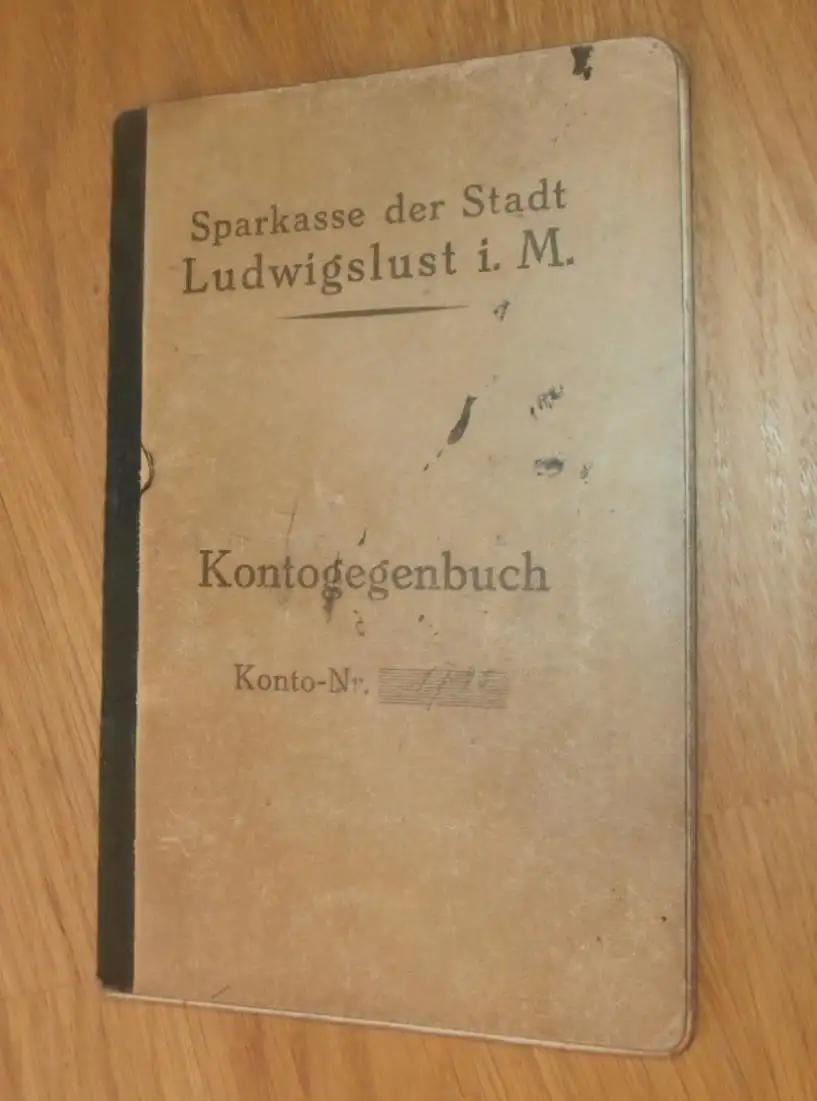 Sparkasse der Stadt
Ludwigslust i. M.
Kontogegenbuch
Konto-Nr.